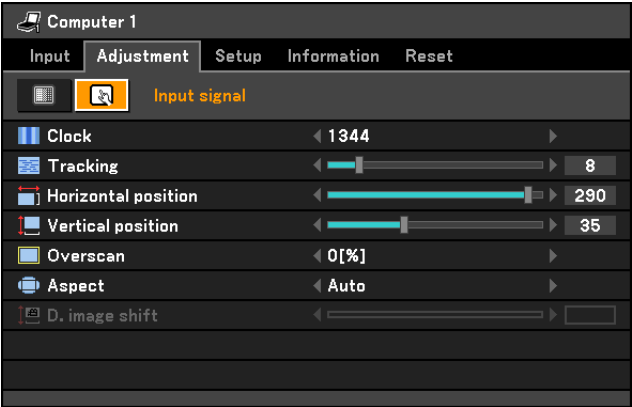 Computer 1
Input Adjustment Setup Information Reset
Input signal
Clock 1344
Tracking 8
Horizontal position 290
Vertical position 35
Overscan 0[%]
Aspect Auto
D. image shift